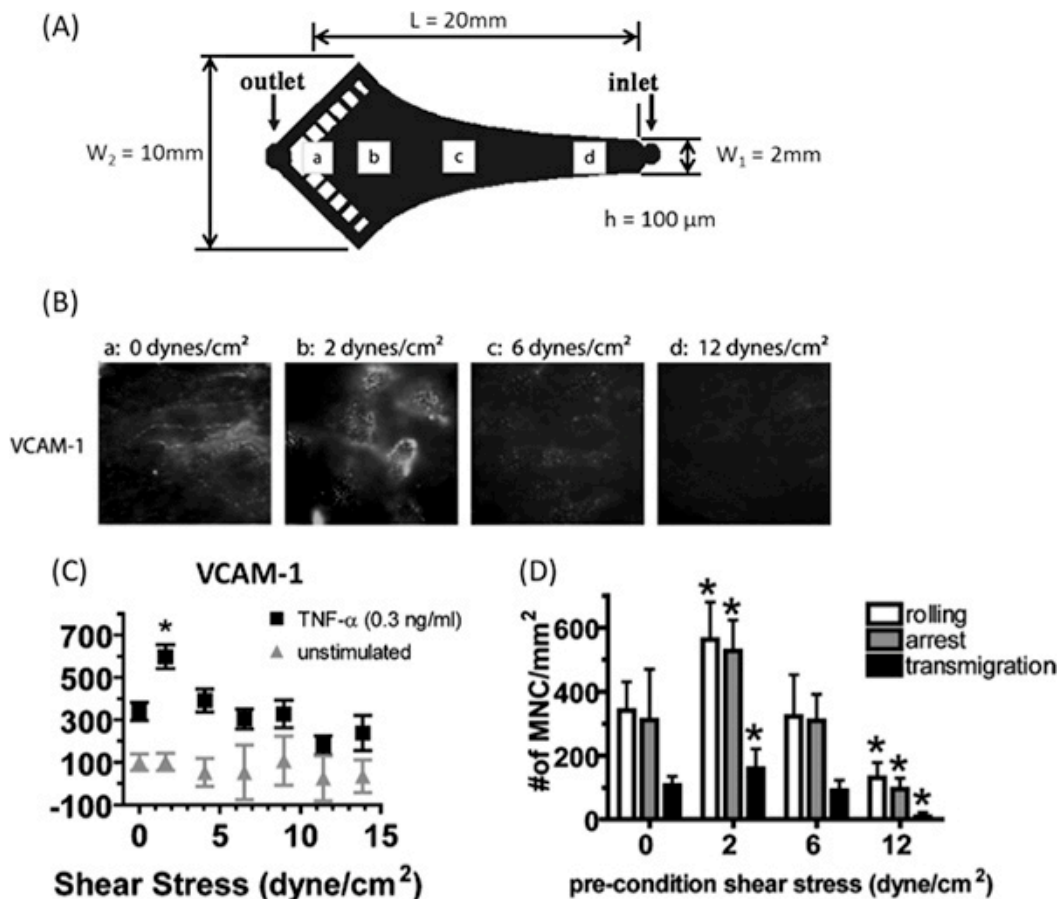 (A)
L = 20mm
outlet
inlet
W₂ = 10mm
a
b
c
d
W₁ = 2mm
h = 100 μm
(B)
a: 0 dynes/cm²
b: 2 dynes/cm²
c: 6 dynes/cm²
d: 12 dynes/cm²
VCAM-1
(C)
VCAM-1
TNF-α (0.3 ng/ml)
unstimulated
*
700
500
300
100
-100
0
5
10
15
Shear Stress (dyne/cm²)
(D)
rolling
arrest
transmigration
* * *
* * *
#of MNC/mm²
600
400
200
0
0
2
6
12
pre-condition shear stress (dyne/cm²)